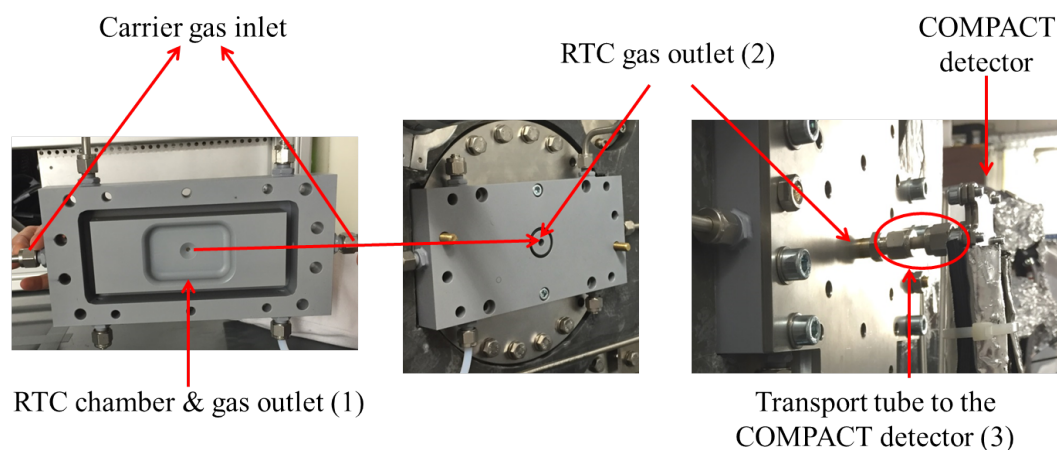 Carrier gas inlet
RTC gas outlet (2)
COMPACT
detector
RTC chamber & gas outlet (1)
Transport tube to the
COMPACT detector (3)